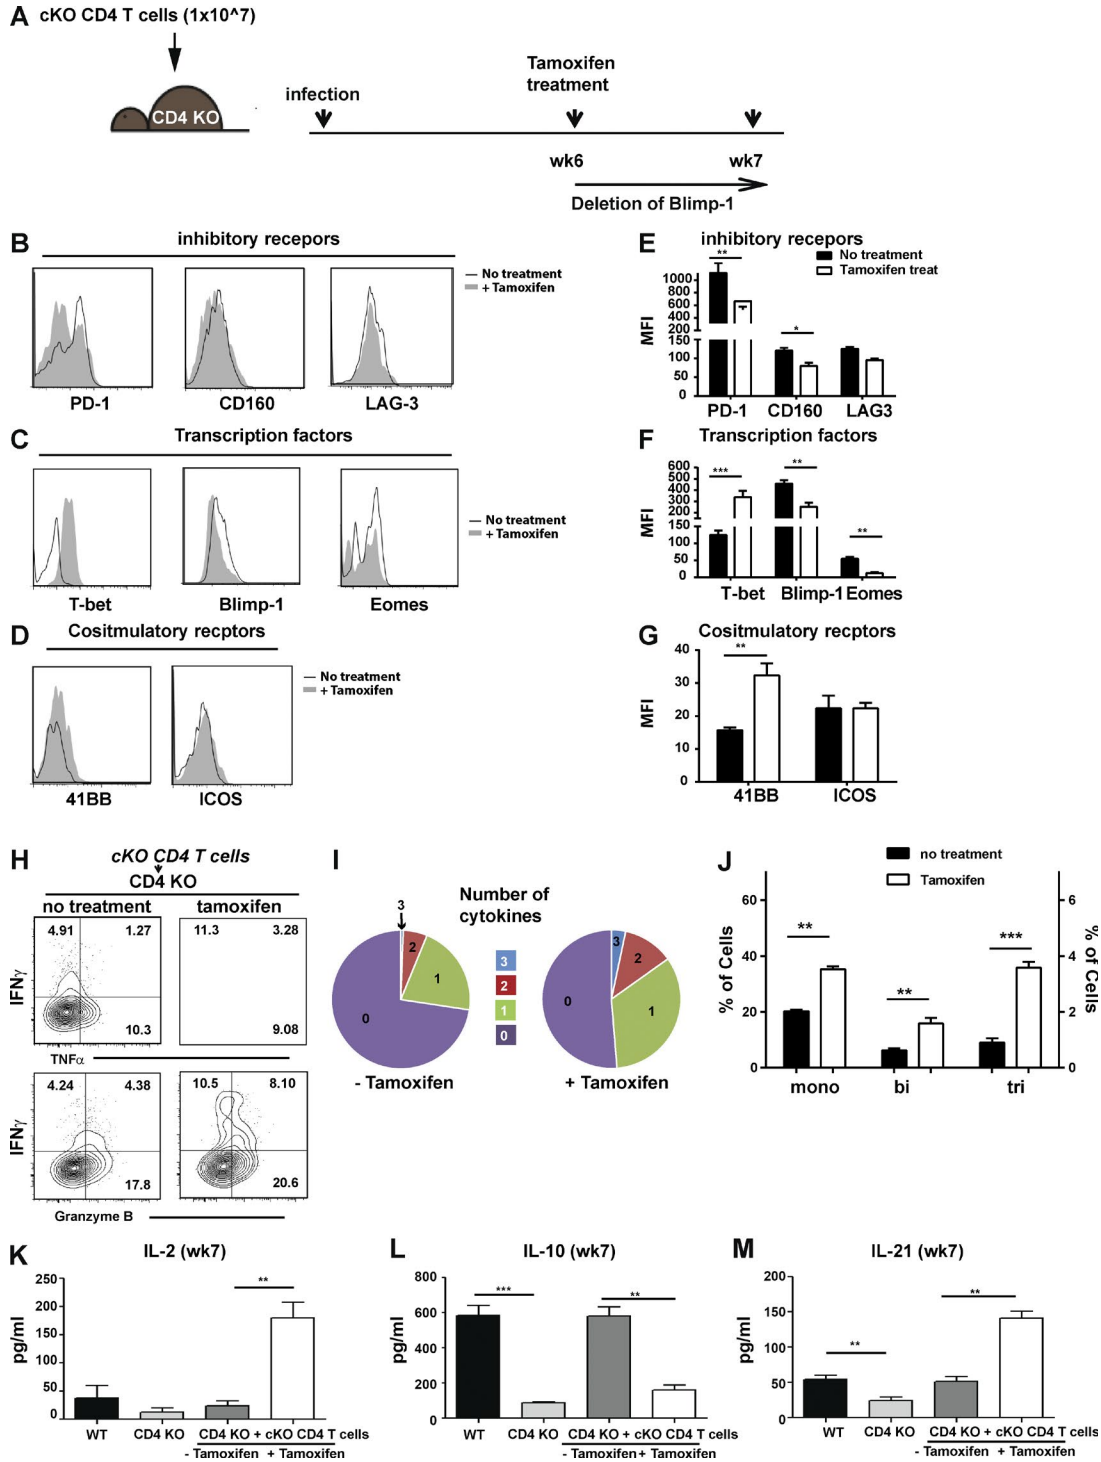 A
cKO CD4 T cells (1x10^7)
CD4 KO
infection
Tamoxifen
treatment
wk6
wk7
Deletion of Blimp-1
B
inhibitory recepors
No treatment
+ Tamoxifen
PD-1
CD160
LAG-3
E
inhibitory recepors
No treatment
Tamoxifen treat
MFI
1000
800
600
400
200
150
100
50
0
**
*
PD-1
CD160
LAG3
C
Transcription factors
No treatment
+ Tamoxifen
T-bet
Blimp-1
Eomes
F
Transcription factors
MFI
600
500
400
300
200
150
100
50
0
***
**
**
T-bet
Blimp-1
Eomes
D
Cositmulatory recptors
No treatment
+ Tamoxifen
41BB
ICOS
G
Cositmulatory recptors
MFI
40
30
20
10
0
**
41BB
ICOS
H
cKO CD4 T cells
CD4 KO
no treatment
tamoxifen
IFNγ
4.91
1.27
10.3
11.3
3.28
9.08
TNFα
IFNγ
4.24
4.38
17.8
10.5
8.10
20.6
Granzyme B
I
Number of
cytokines
3
2
1
0
3
2
1
0
3
2
1
0
- Tamoxifen
+ Tamoxifen
J
no treatment
Tamoxifen
% of Cells
60
40
20
0
**
**
***
6
4
2
0
% of Cells
mono
bi
tri
K
IL-2 (wk7)
pg/ml
250
200
150
100
50
0
**
WT
CD4 KO
CD4 KO + cKO CD4 T cells
- Tamoxifen
+ Tamoxifen
L
IL-10 (wk7)
pg/ml
800
600
400
200
0
***
**
WT
CD4 KO
CD4 KO + cKO CD4 T cells
- Tamoxifen
+ Tamoxifen
M
IL-21 (wk7)
pg/ml
200
150
100
50
0
**
**
WT
CD4 KO
CD4 KO + cKO CD4 T cells
- Tamoxifen
+ Tamoxifen